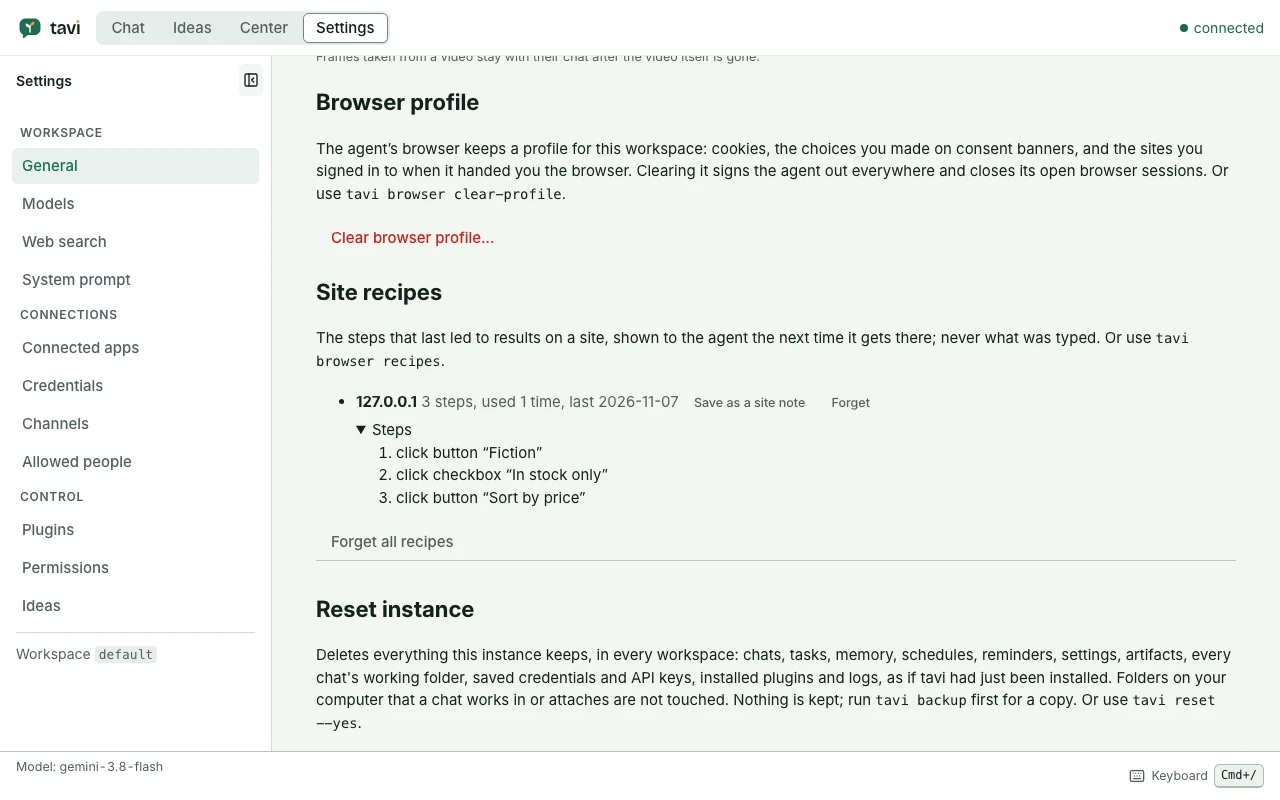 tavi
Chat
Ideas
Center
Settings
connected
Settings
WORKSPACE
General
Models
Web search
System prompt
CONNECTIONS
Connected apps
Credentials
Channels
Allowed people
CONTROL
Plugins
Permissions
Ideas
Workspace default
Frames taken from a video stay with their chat after the video itself is gone.
Browser profile
The agent’s browser keeps a profile for this workspace: cookies, the choices you made on consent banners, and the sites you
signed in to when it handed you the browser. Clearing it signs the agent out everywhere and closes its open browser sessions. Or
use tavi browser clear-profile.
Clear browser profile…
Site recipes
The steps that last led to results on a site, shown to the agent the next time it gets there; never what was typed. Or use tavi
browser recipes.
• 127.0.0.1 3 steps, used 1 time, last 2026-11-07 Save as a site note Forget
▼ Steps
1. click button “Fiction”
2. click checkbox “In stock only”
3. click button “Sort by price”
Forget all recipes
Reset instance
Deletes everything this instance keeps, in every workspace: chats, tasks, memory, schedules, reminders, settings, artifacts, every
chat's working folder, saved credentials and API keys, installed plugins and logs, as if tavi had just been installed. Folders on your
computer that a chat works in or attaches are not touched. Nothing is kept; run tavi backup first for a copy. Or use tavi reset
--yes.
Model: gemini-3.8-flash
Keyboard Cmd+/